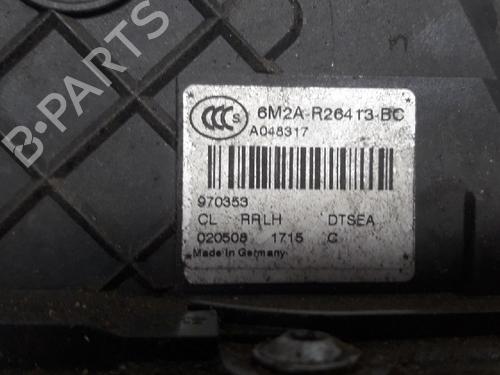 B-PARTS
CCC S 6M2A-R26413-BC
A048317
970353
CL RRLH DTSEA
020508 1715 C
Made in Germany